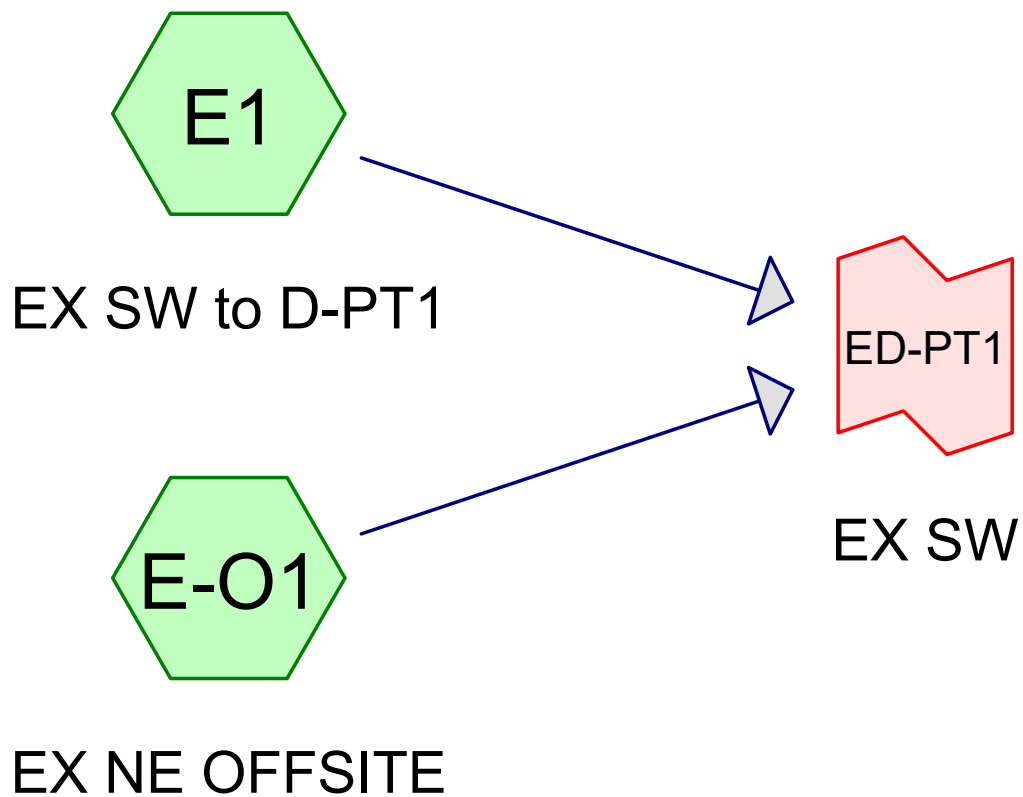 E1
EX SW to D-PT1
ED-PT1
EX SW
E-O1
EX NE OFFSITE